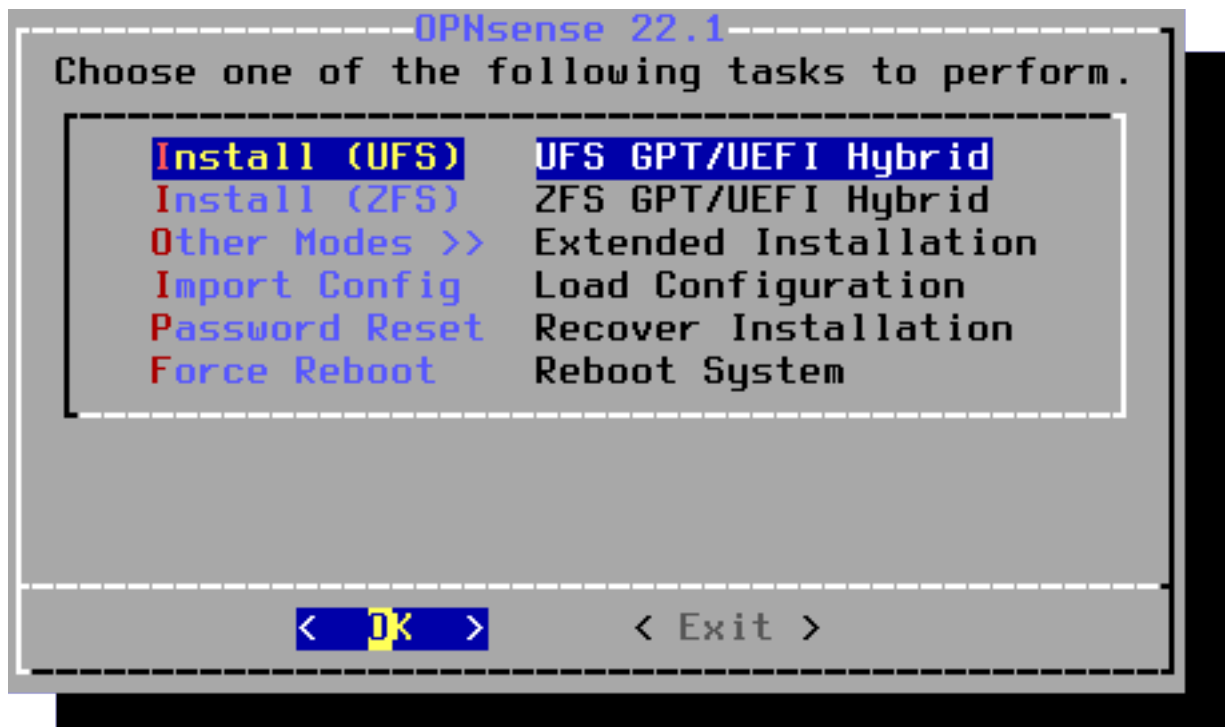 OPNsense 22.1
Choose one of the following tasks to perform.
Install (UFS) UFS GPT/UEFI Hybrid
Install (ZFS) ZFS GPT/UEFI Hybrid
Other Modes >> Extended Installation
Import Config Load Configuration
Password Reset Recover Installation
Force Reboot Reboot System
< OK > < Exit >